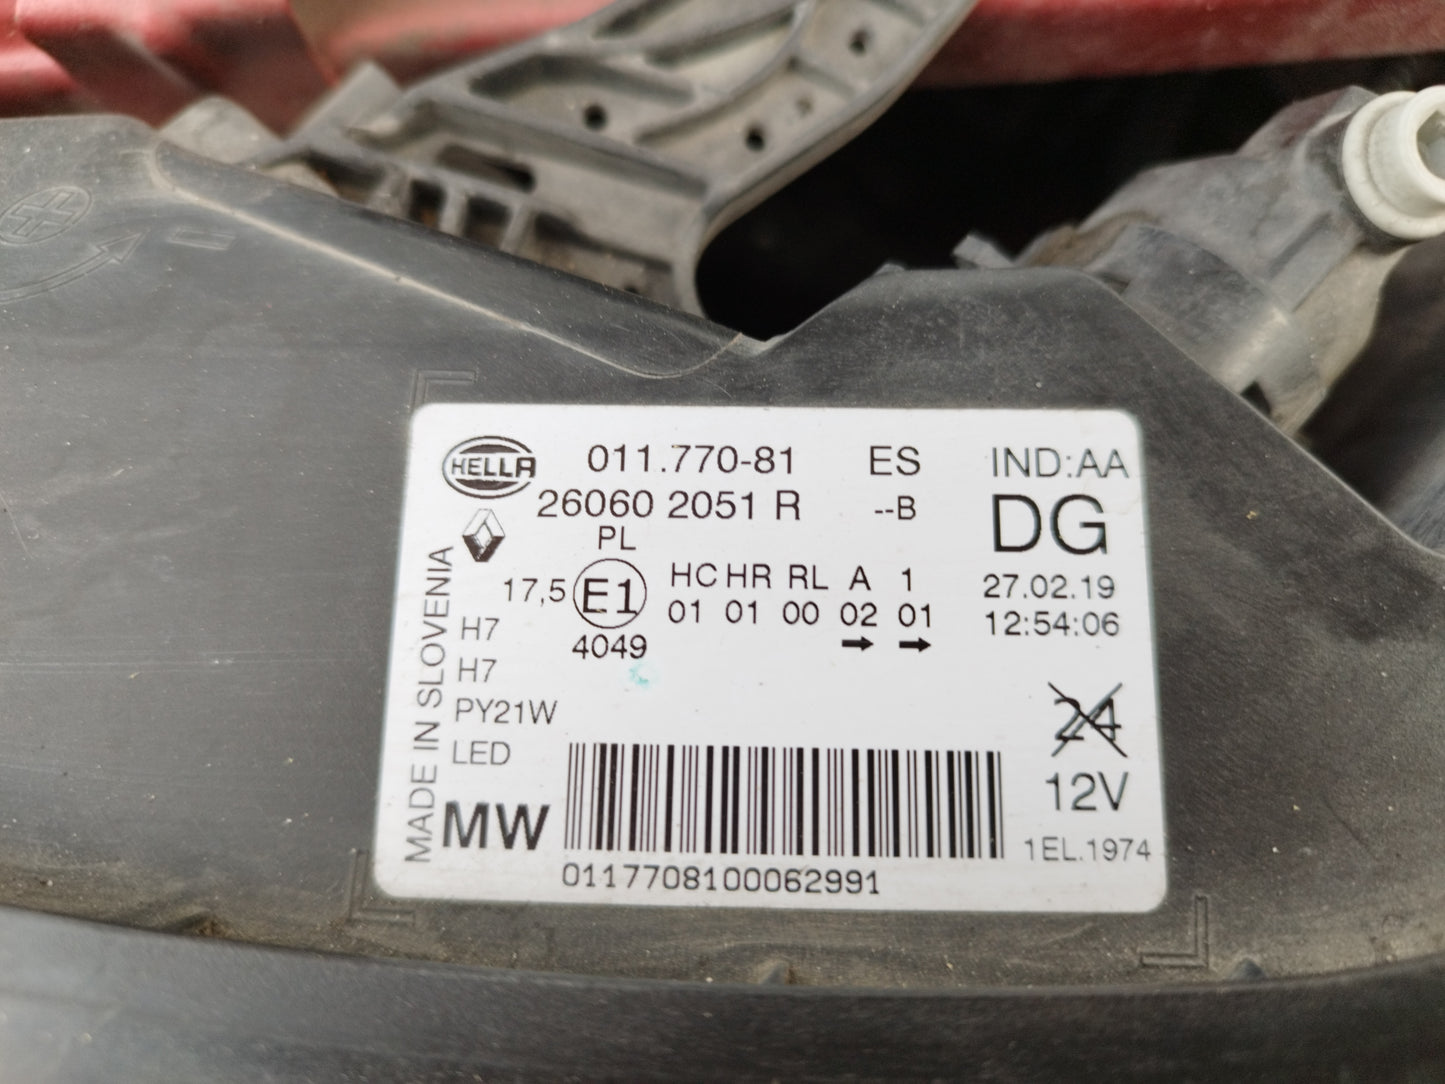 HELLA 011.770-81 ES IND:AA
26060 2051 R --B DG
PL
17,5 E1 HC HR RL A 1 27.02.19
01 01 00 02 01 12:54:06
4049 → →
H7
H7
PY21W
LED
MADE IN SLOVENIA
24
12V
MW
1EL.1974
0117708100062991